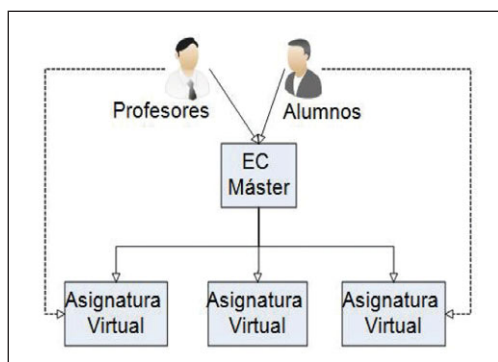 Profesores
Alumnos
EC
Máster
Asignatura
Virtual
Asignatura
Virtual
Asignatura
Virtual